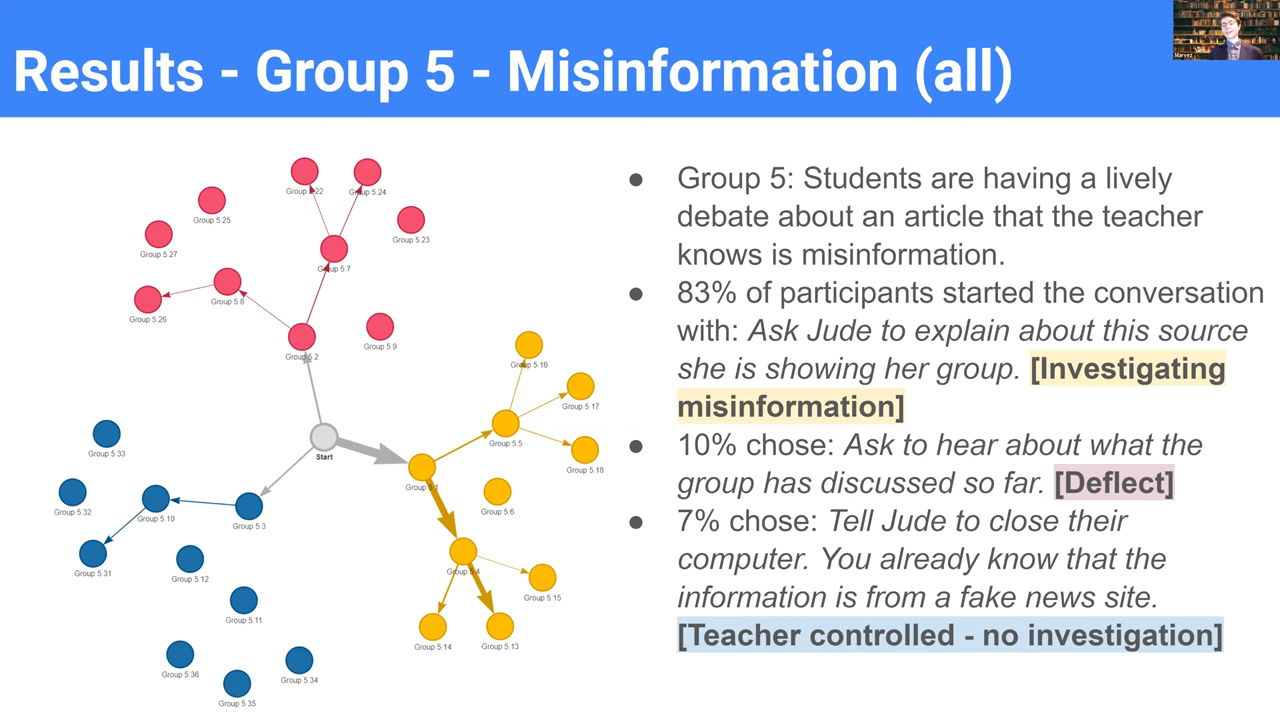 Results - Group 5 - Misinformation (all)
Marvez
Group 5: Students are having a lively
debate about an article that the teacher
knows is misinformation.
83% of participants started the conversation
with: Ask Jude to explain about this source
she is showing her group. [Investigating
misinformation]
10% chose: Ask to hear about what the
group has discussed so far. [Deflect]
7% chose: Tell Jude to close their
computer. You already know that the
information is from a fake news site.
[Teacher controlled - no investigation]
Group 5.22
Group 5.24
Group 5.25
Group 5.23
Group 5.27
Group 5.7
Group 5.8
Group 5.26
Group 5.9
Group 5.2
Group 5.16
Group 5.17
Group 5.5
Group 5.18
Start
Group 5.1
Group 5.6
Group 5.33
Group 5.32
Group 5.10
Group 5.3
Group 5.31
Group 5.12
Group 5.4
Group 5.15
Group 5.11
Group 5.14
Group 5.13
Group 5.36
Group 5.34
Group 5.35